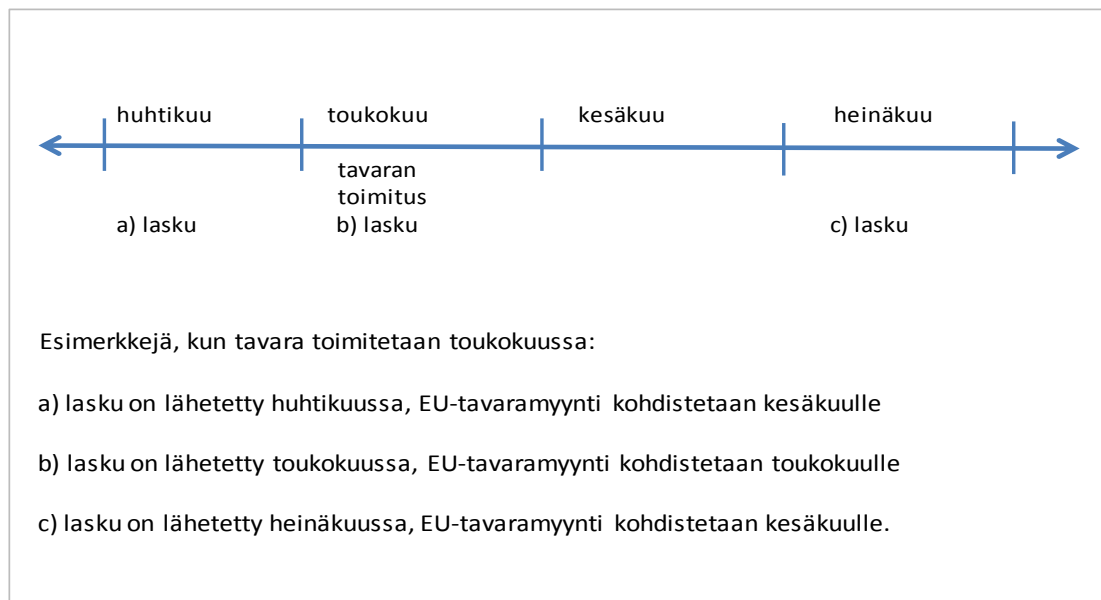 huhtikuu toukokuu kesäkuu heinäkuu
tavaran
toimitus
a) lasku b) lasku c) lasku
Esimerkkejä, kun tavara toimitetaan toukokuussa:
a) lasku on lähetetty huhtikuussa, EU-tavaramyynti kohdistetaan kesäkuulle
b) lasku on lähetetty toukokuussa, EU-tavaramyynti kohdistetaan toukokuulle
c) lasku on lähetetty heinäkuussa, EU-tavaramyynti kohdistetaan kesäkuulle.